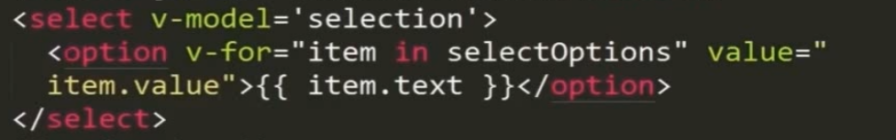 <select v-model='selection'>
<option v-for="item in selectOptions" value="
item.value">{{ item.text }}</option>
</select>